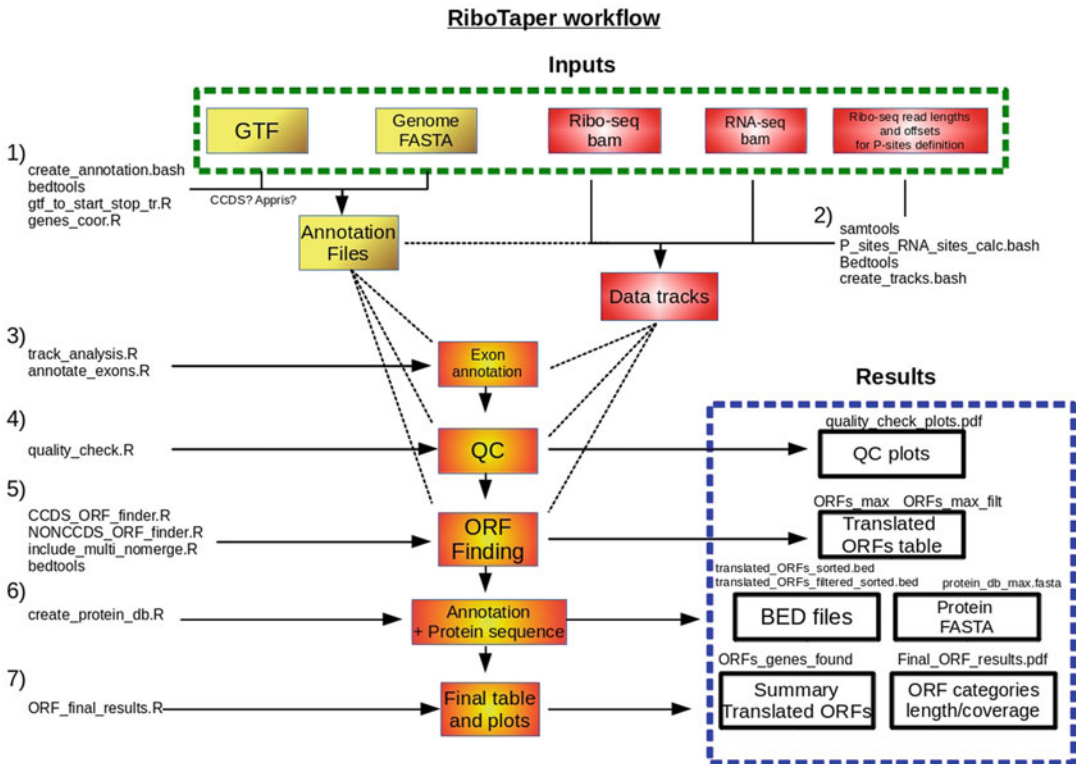 RiboTaper workflow
Inputs
GTF
Genome
FASTA
Ribo-seq
bam
RNA-seq
bam
Ribo-seq read lengths
and offsets
for P-sites definition
1)
create_annotation.bash
bedtools
gtf_to_start_stop_tr.R
genes_coor.R
CCDS? Appris?
Annotation
Files
2)
samtools
P_sites_RNA_sites_calc.bash
Bedtools
create_tracks.bash
Data tracks
3)
track_analysis.R
annotate_exons.R
Exon
annotation
Results
4)
quality_check.R
QC
quality_check_plots.pdf
QC plots
5)
CCDS_ORF_finder.R
NONCCDS_ORF_finder.R
include_multi_nomerge.R
bedtools
ORF
Finding
ORFs_max ORFs_max_filt
Translated
ORFs table
6)
create_protein_db.R
Annotation
+ Protein sequence
translated_ORFs_sorted.bed
translated_ORFs_filtered_sorted.bed
BED files
protein_db_max.fasta
Protein
FASTA
7)
ORF_final_results.R
Final table
and plots
ORFs_genes_found
Summary
Translated ORFs
Final_ORF_results.pdf
ORF categories
length/coverage